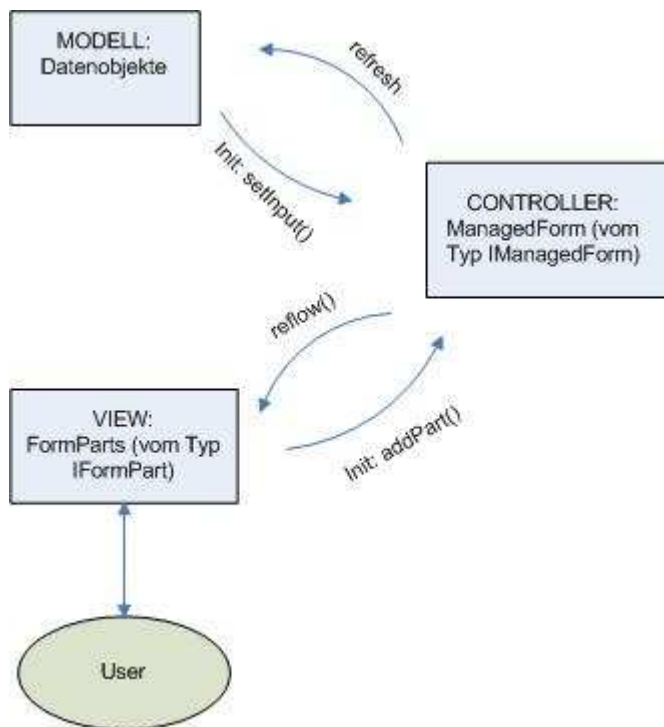 MODELL:
Datenobjekte
refresh
Init: setInput()
CONTROLLER:
ManagedForm (vom
Typ IManagedForm)
reflow()
Init: addPart()
VIEW:
FormParts (vom Typ
IFormPart)
User